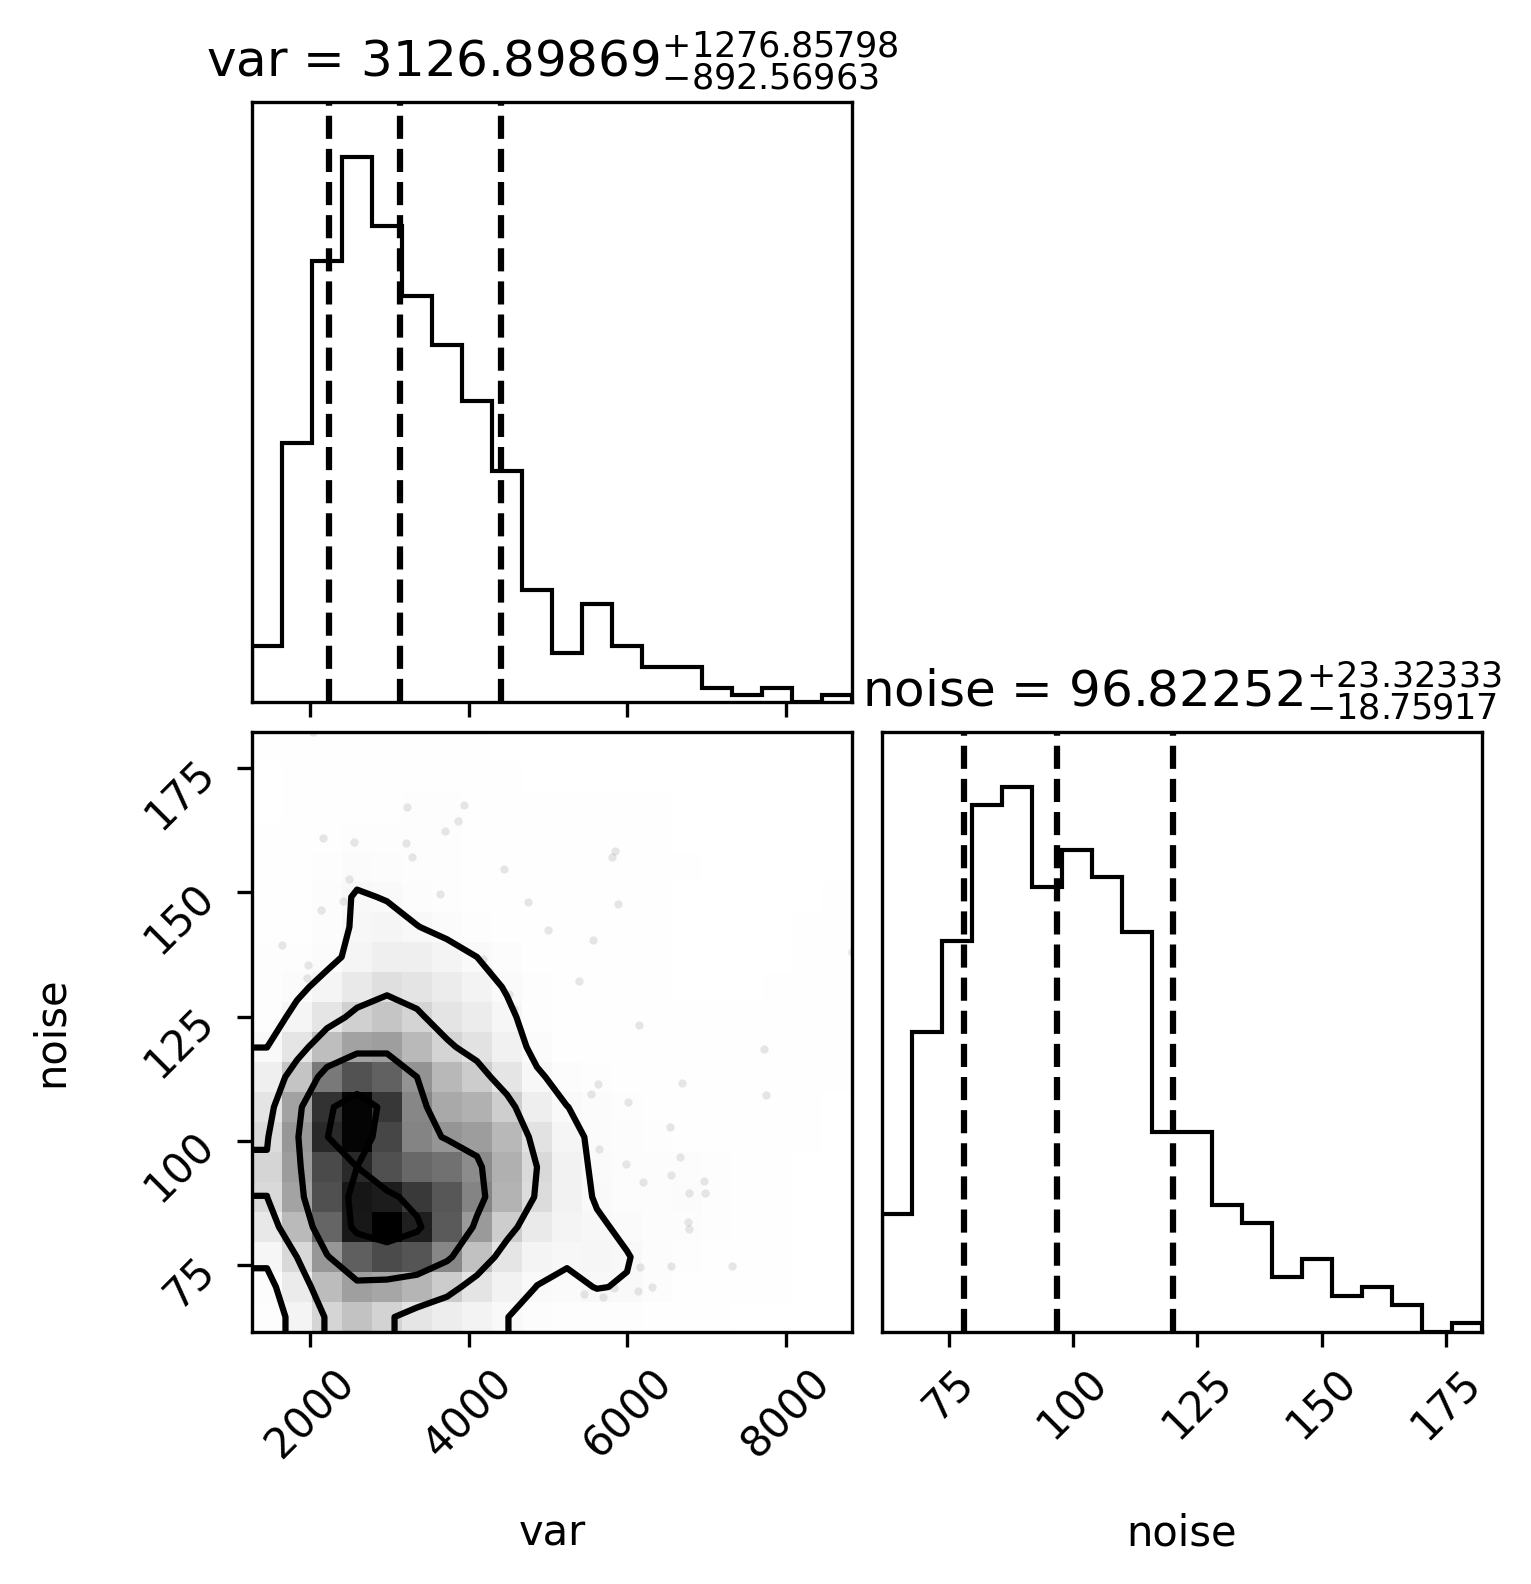 var = 3126.89869+1276.85798−892.56963
noise = 96.82252+23.32333−18.75917
175
150
125
100
75
noise
2000 4000 6000 8000
75 100 125 150 175
var
noise